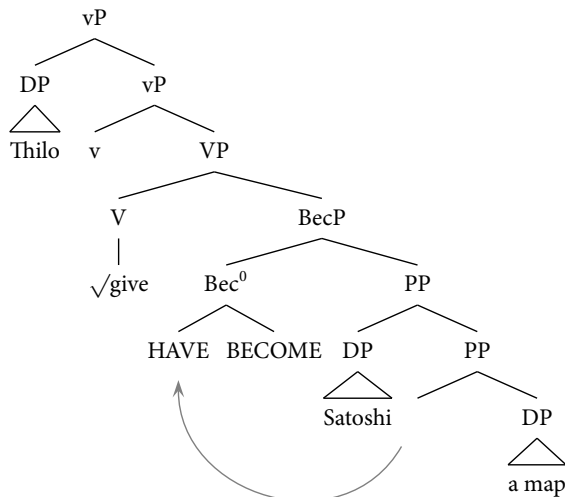 vP
DP vP
Thilo v VP
V BecP
√give Bec⁰ PP
HAVE BECOME DP PP
Satoshi DP
a map